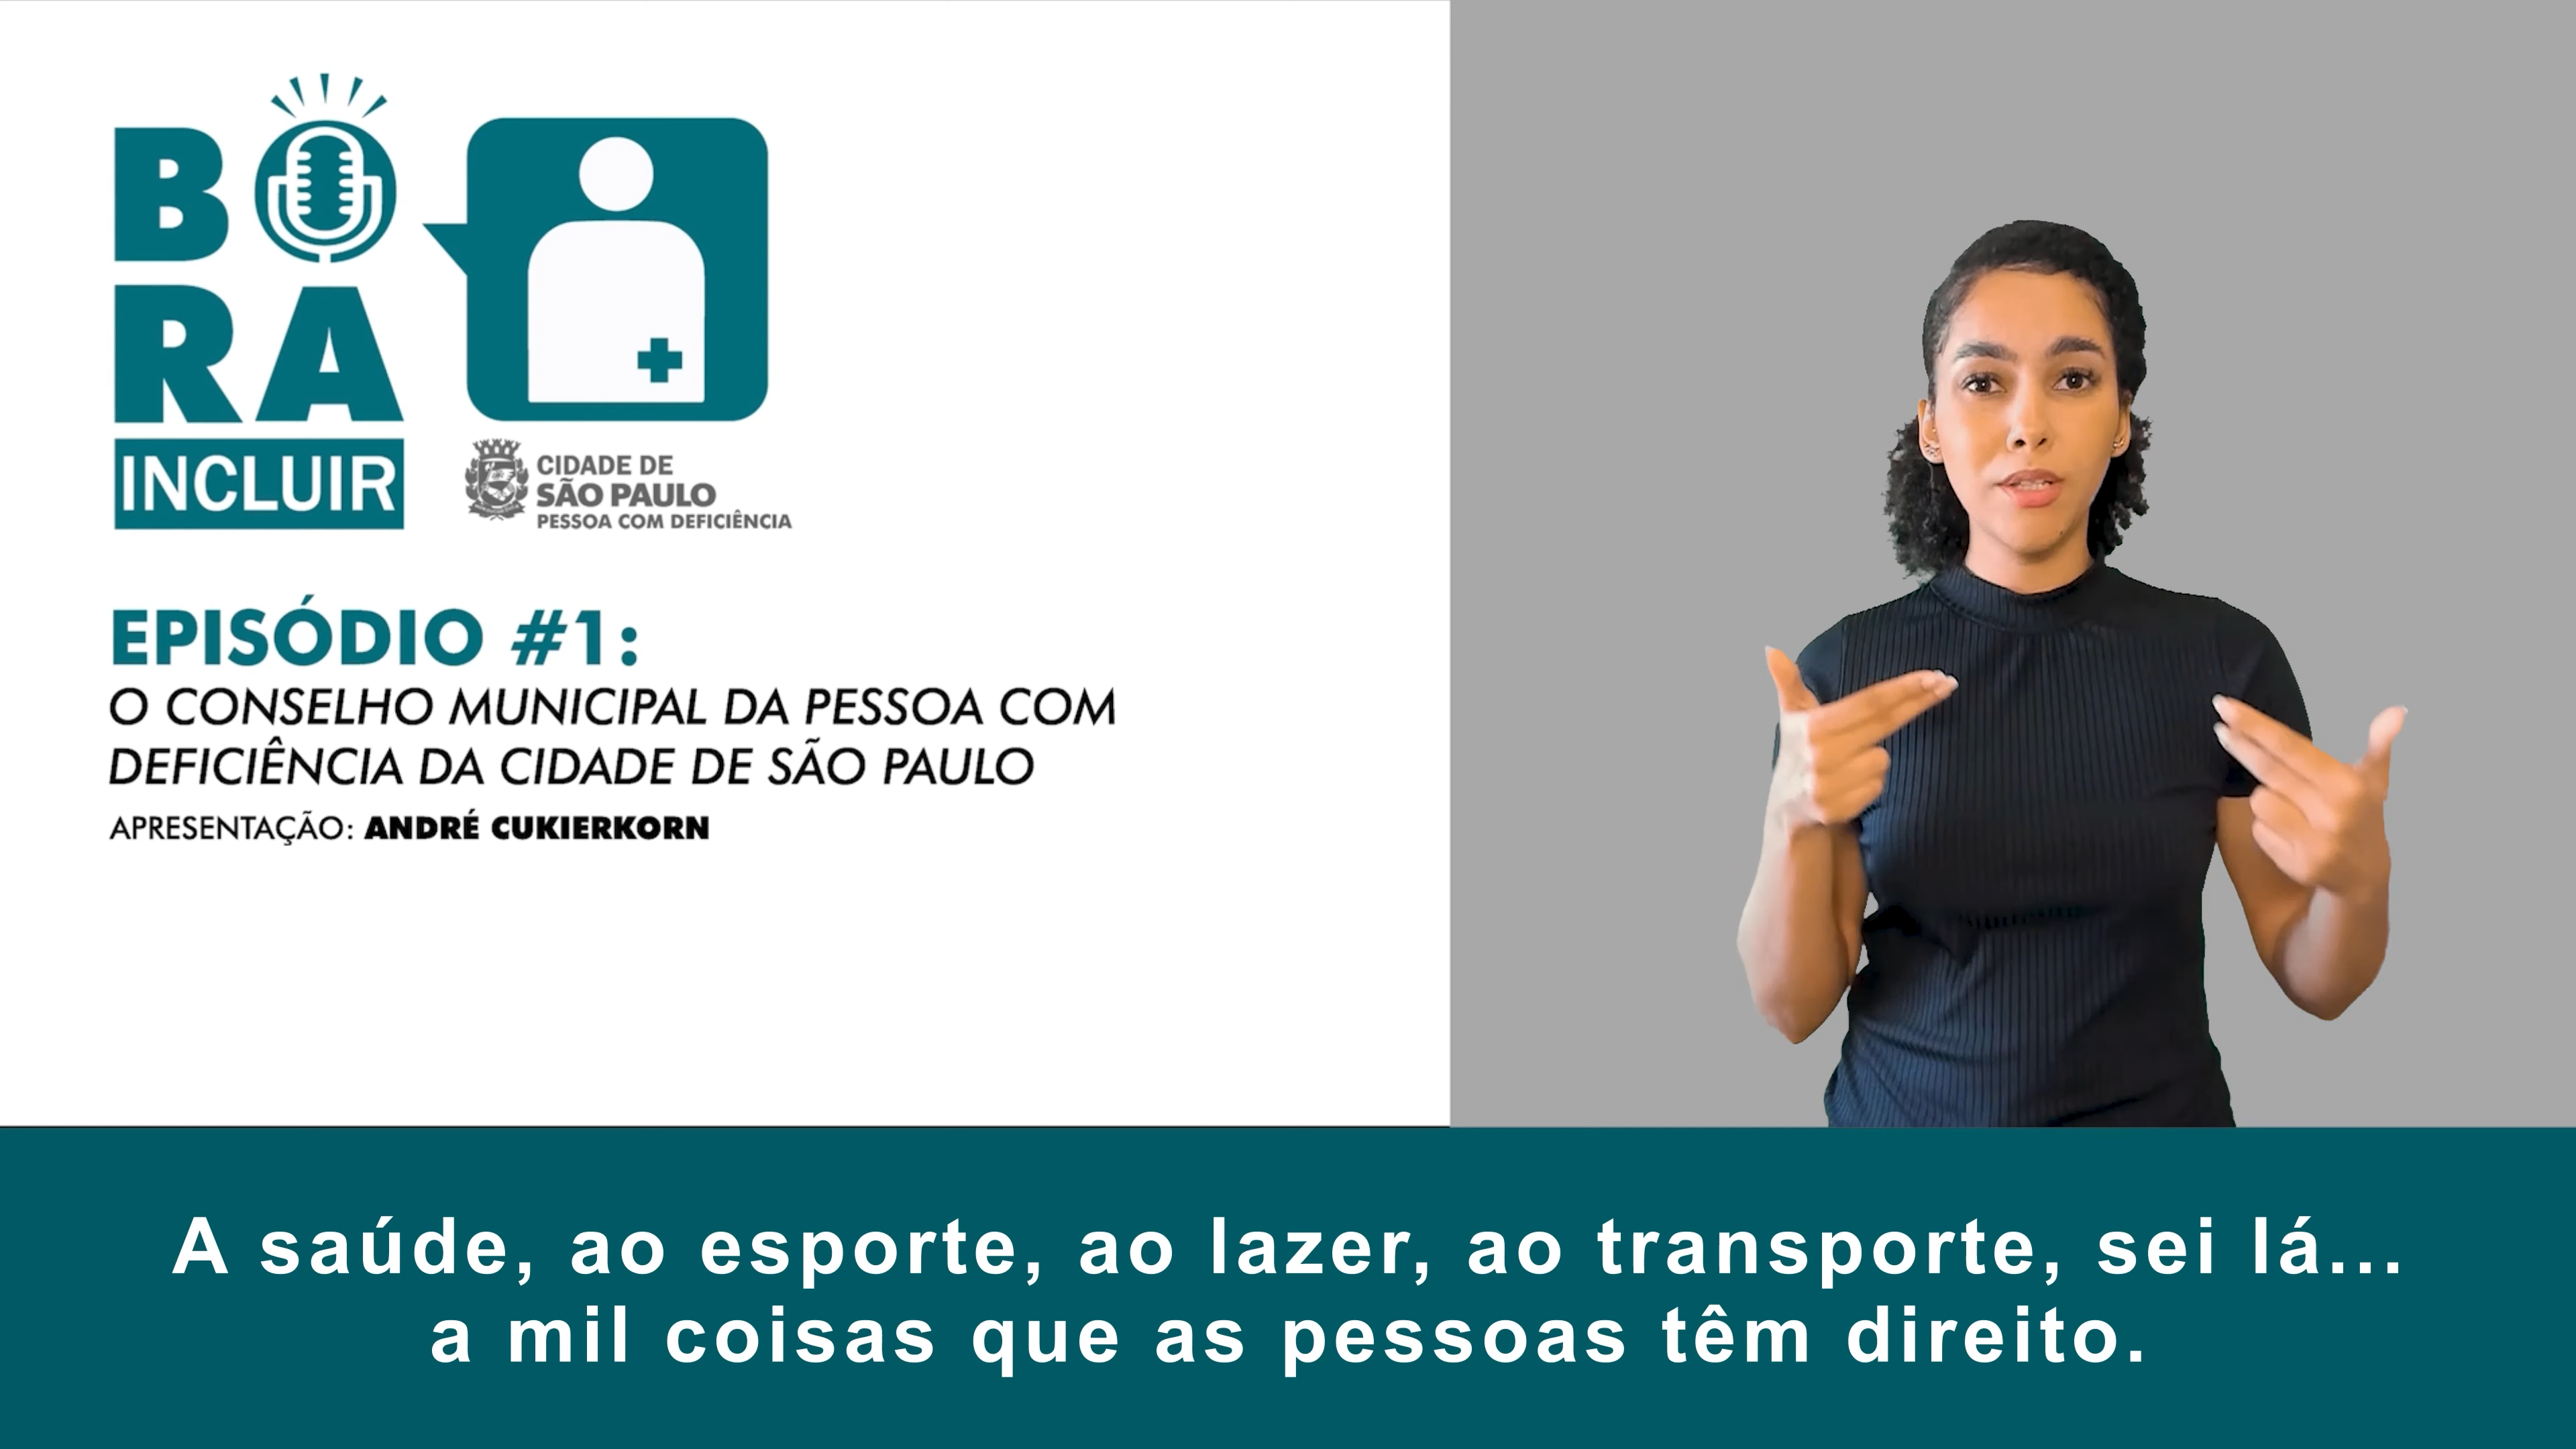 BORA
INCLUIR
CIDADE DE
SÃO PAULO
PESSOA COM DEFICIÊNCIA
EPISÓDIO #1:
O CONSELHO MUNICIPAL DA PESSOA COM
DEFICIÊNCIA DA CIDADE DE SÃO PAULO
APRESENTAÇÃO: ANDRÉ CUKIERKORN
A saúde, ao esporte, ao lazer, ao transporte, sei lá...
a mil coisas que as pessoas têm direito.